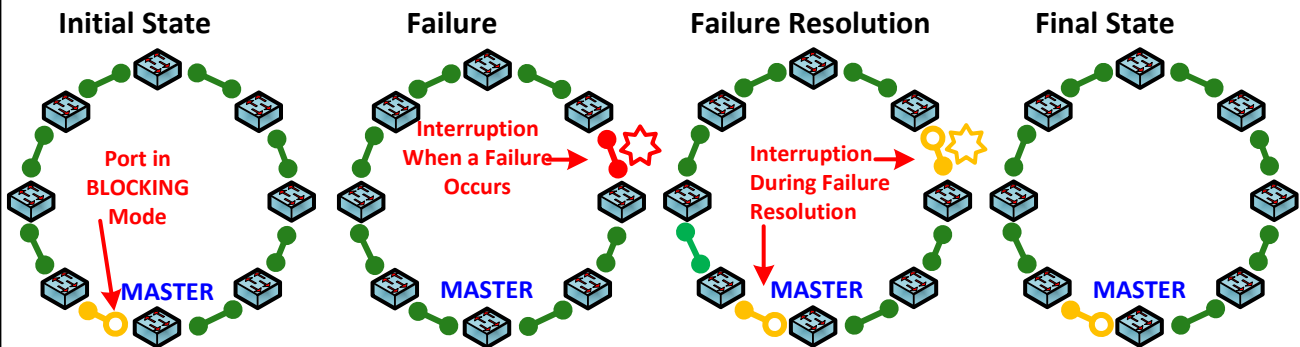 Initial State
Failure
Failure Resolution
Final State
Port in
BLOCKING
Mode
MASTER
Interruption
When a Failure
Occurs
MASTER
Interruption
During Failure
Resolution
MASTER
MASTER